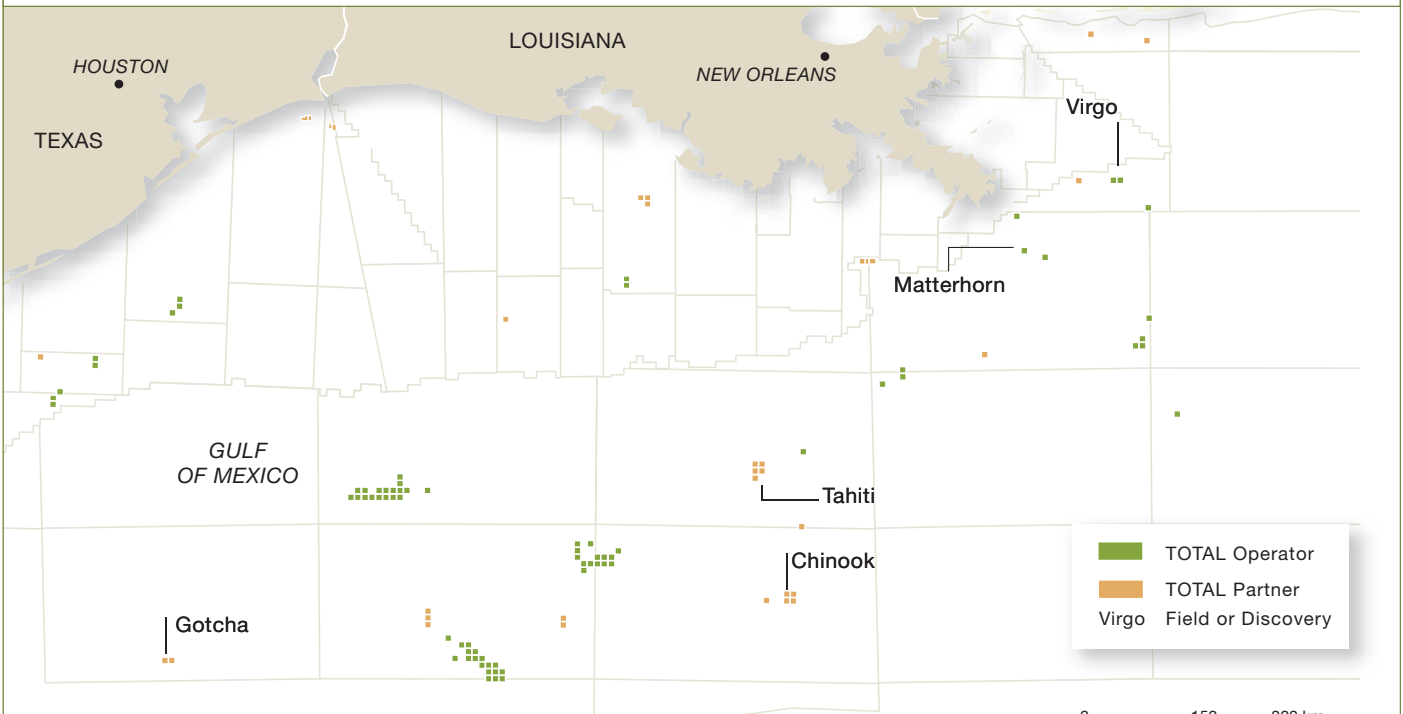 LOUISIANA
HOUSTON
NEW ORLEANS
Virgo
TEXAS
Matterhorn
GULF
OF MEXICO
Tahiti
TOTAL Operator
Chinook
TOTAL Partner
Virgo Field or Discovery
Gotcha